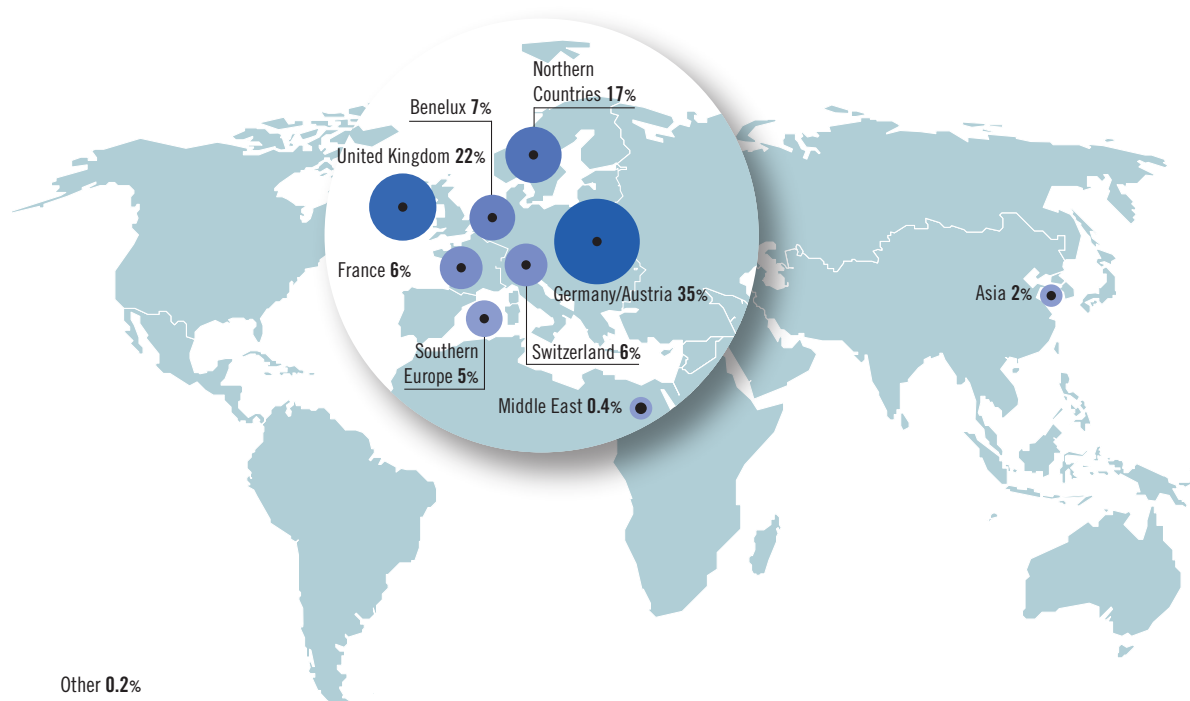 Northern
Countries 17%
Benelux 7%
United Kingdom 22%
France 6%
Germany/Austria 35%
Asia 2%
Southern
Europe 5%
Switzerland 6%
Middle East 0.4%
Other 0.2%